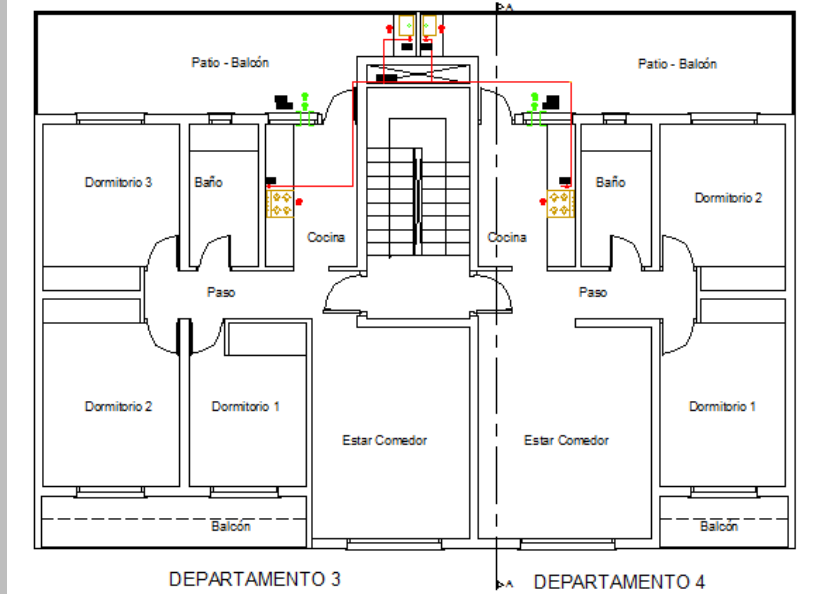 A
Patio - Balcón
Patio - Balcón
Dormitorio 3
Baño
Baño
Dormitorio 2
Cocina
Cocina
Paso
Paso
Dormitorio 2
Dormitorio 1
Dormitorio 1
Estar Comedor
Estar Comedor
Balcón
Balcón
DEPARTAMENTO 3
A
DEPARTAMENTO 4